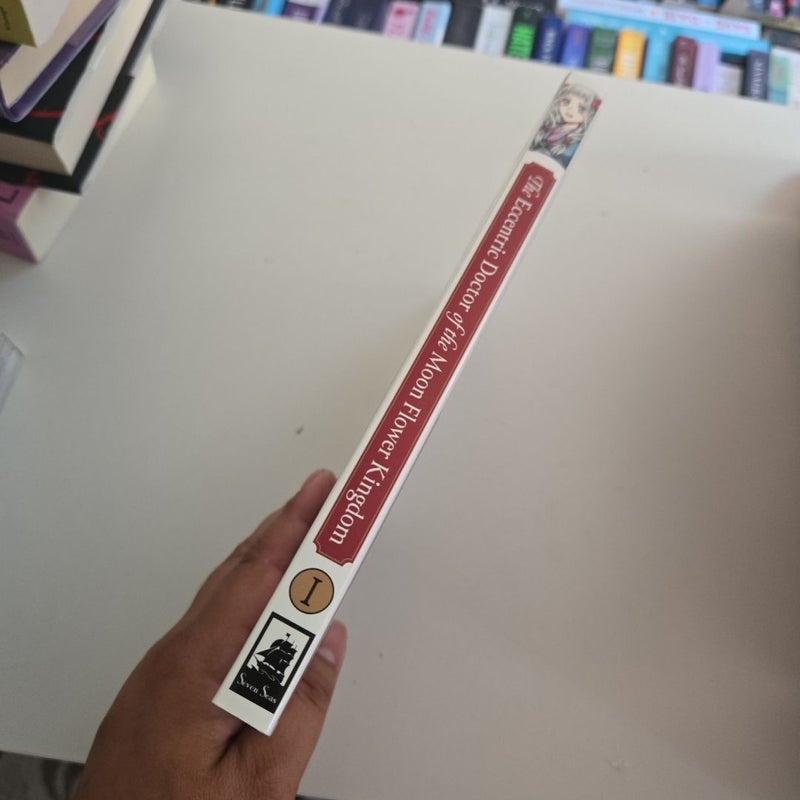 The Eccentric Doctor of the Moon Flower Kingdom
I
Seven Seas